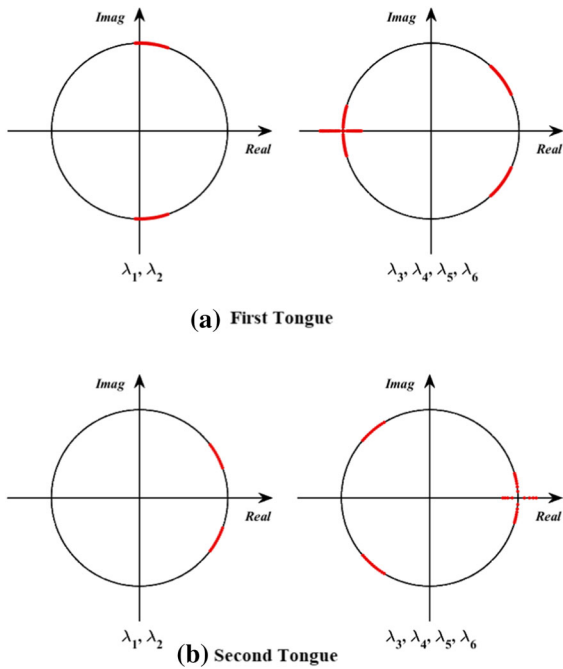 Imag Imag
Real Real
λ1, λ2 λ3, λ4, λ5, λ6
(a) First Tongue
Imag Imag
Real Real
λ1, λ2 λ3, λ4, λ5, λ6
(b) Second Tongue